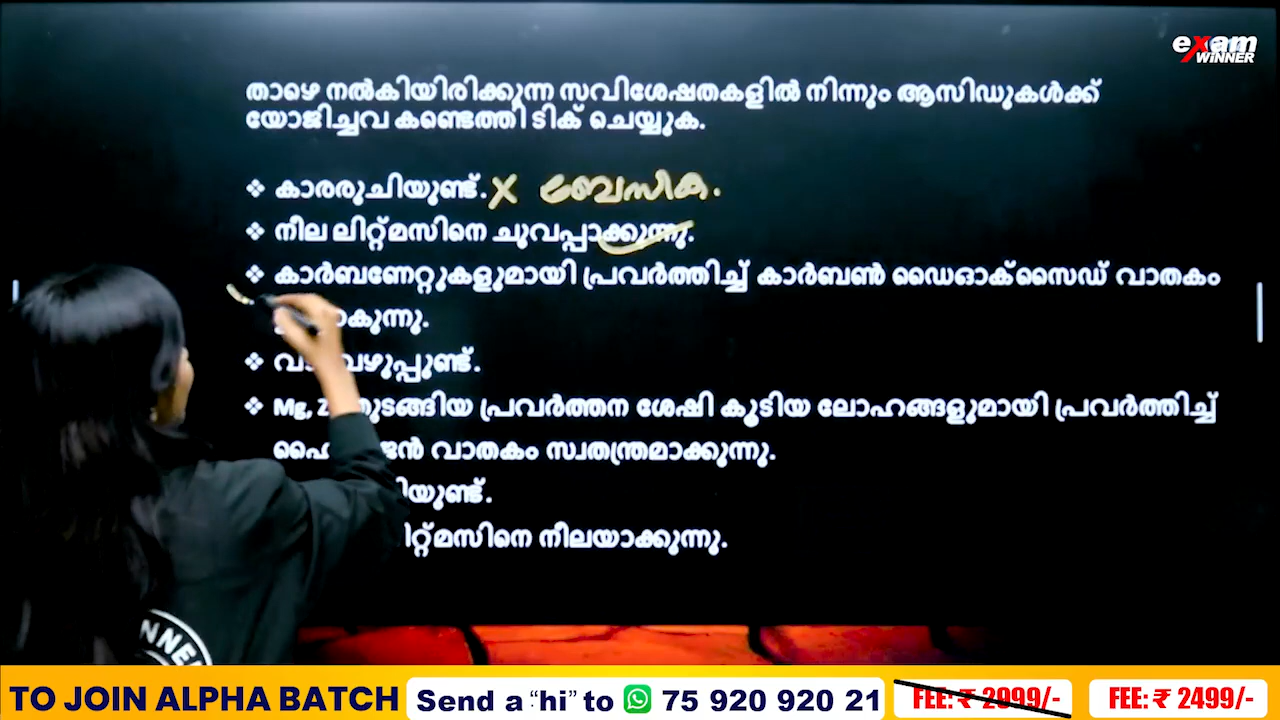 exam
WINNER
താഴെ നൽകിയിരിക്കുന്ന സവിശേഷതകളിൽ നിന്നും ആസിഡുകൾക്ക്
യോജിച്ചവ കണ്ടെത്തി ടിക് ചെയ്യുക.
❖ കാരരുചിയുണ്ട്. X ബേസിക.
❖ നീല ലിറ്റ്മസിനെ ചുവപ്പാക്കുന്നു.
❖ കാർബണേറ്റുകളുമായി പ്രവർത്തിച്ച് കാർബൺ ഡൈഓക്സൈഡ് വാതകം
❖
❖ Mg, തുടങ്ങിയ പ്രവർത്തന ശേഷി കൂടിയ ലോഹങ്ങളുമായി പ്രവർത്തിച്ച്
വാതകം സ്വതന്ത്രമാക്കുന്നു.
നീലയാക്കുന്നു.
TO JOIN ALPHA BATCH Send a “hi” to 75 920 920 21 FEE: ₹ 2999/- FEE: ₹ 2499/-